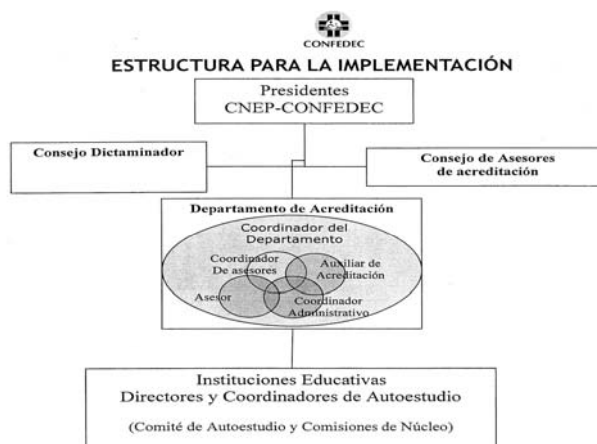 CONFEDEC
ESTRUCTURA PARA LA IMPLEMENTACIÓN
Presidentes
CNEP-CONFEDEC
Consejo Dictaminador
Consejo de Asesores
de acreditación
Departamento de Acreditación
Coordinador del
Departamento
Coordinador
De asesores
Auxiliar de
Acreditación
Asesor
Coordinador
Administrativo
Instituciones Educativas
Directores y Coordinadores de Autoestudio
(Comité de Autoestudio y Comisiones de Núcleo)